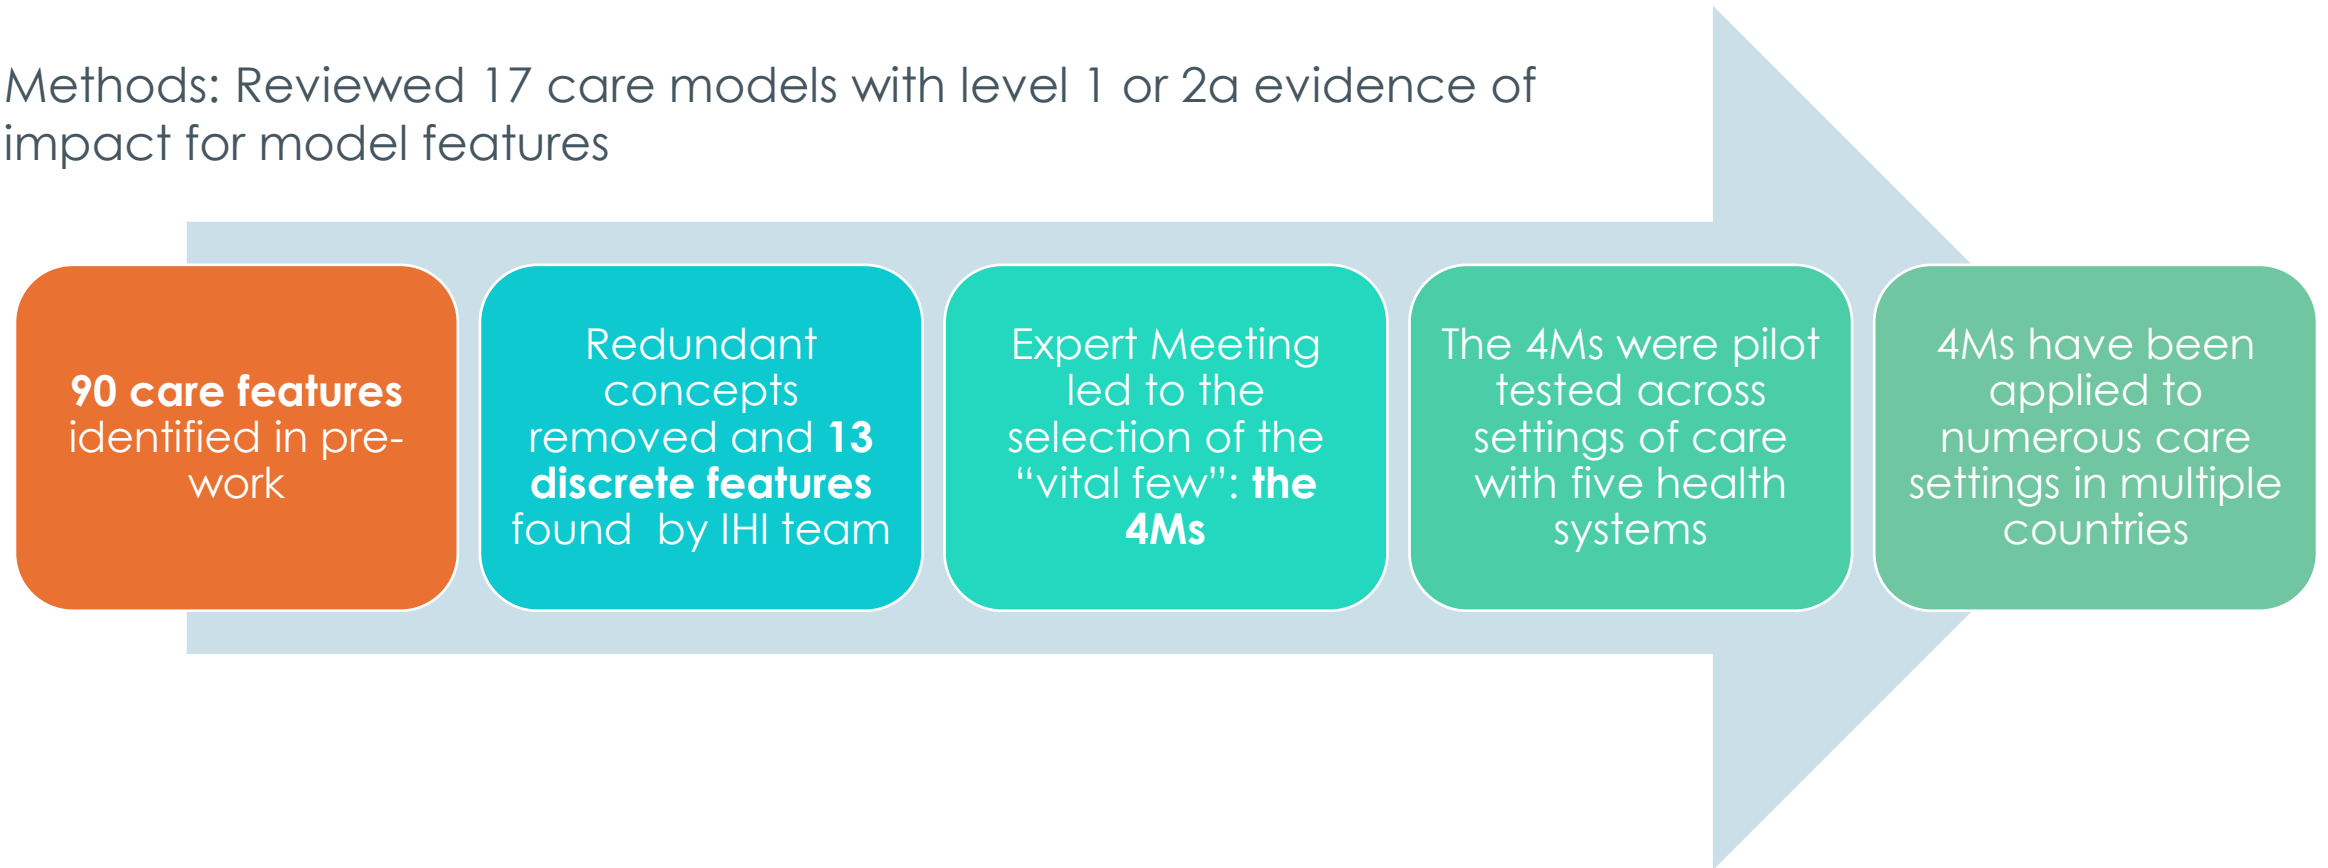 Methods: Reviewed 17 care models with level 1 or 2a evidence of
impact for model features
90 care features
identified in pre-
work
Redundant
concepts
removed and 13
discrete features
found  by IHI team
Expert Meeting
led to the
selection of the
“vital few”: the
4Ms
The 4Ms were pilot
tested across
settings of care
with five health
systems
4Ms have been
applied to
numerous care
settings in multiple
countries